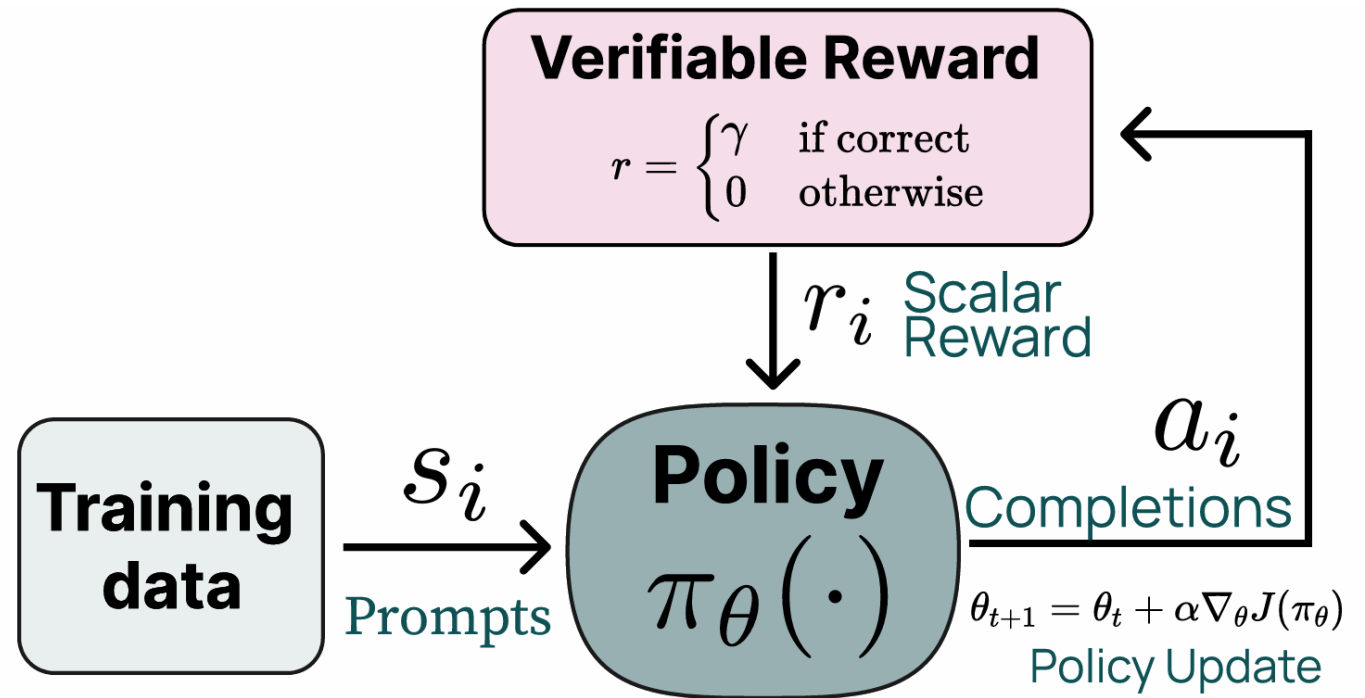 Verifiable Reward
r = { γ if correct
0 otherwise
r_i Scalar
Reward
Training
data
s_i
Prompts
Policy
π_θ(·)
a_i
Completions
θ_{t+1} = θ_t + α∇_θJ(π_θ)
Policy Update